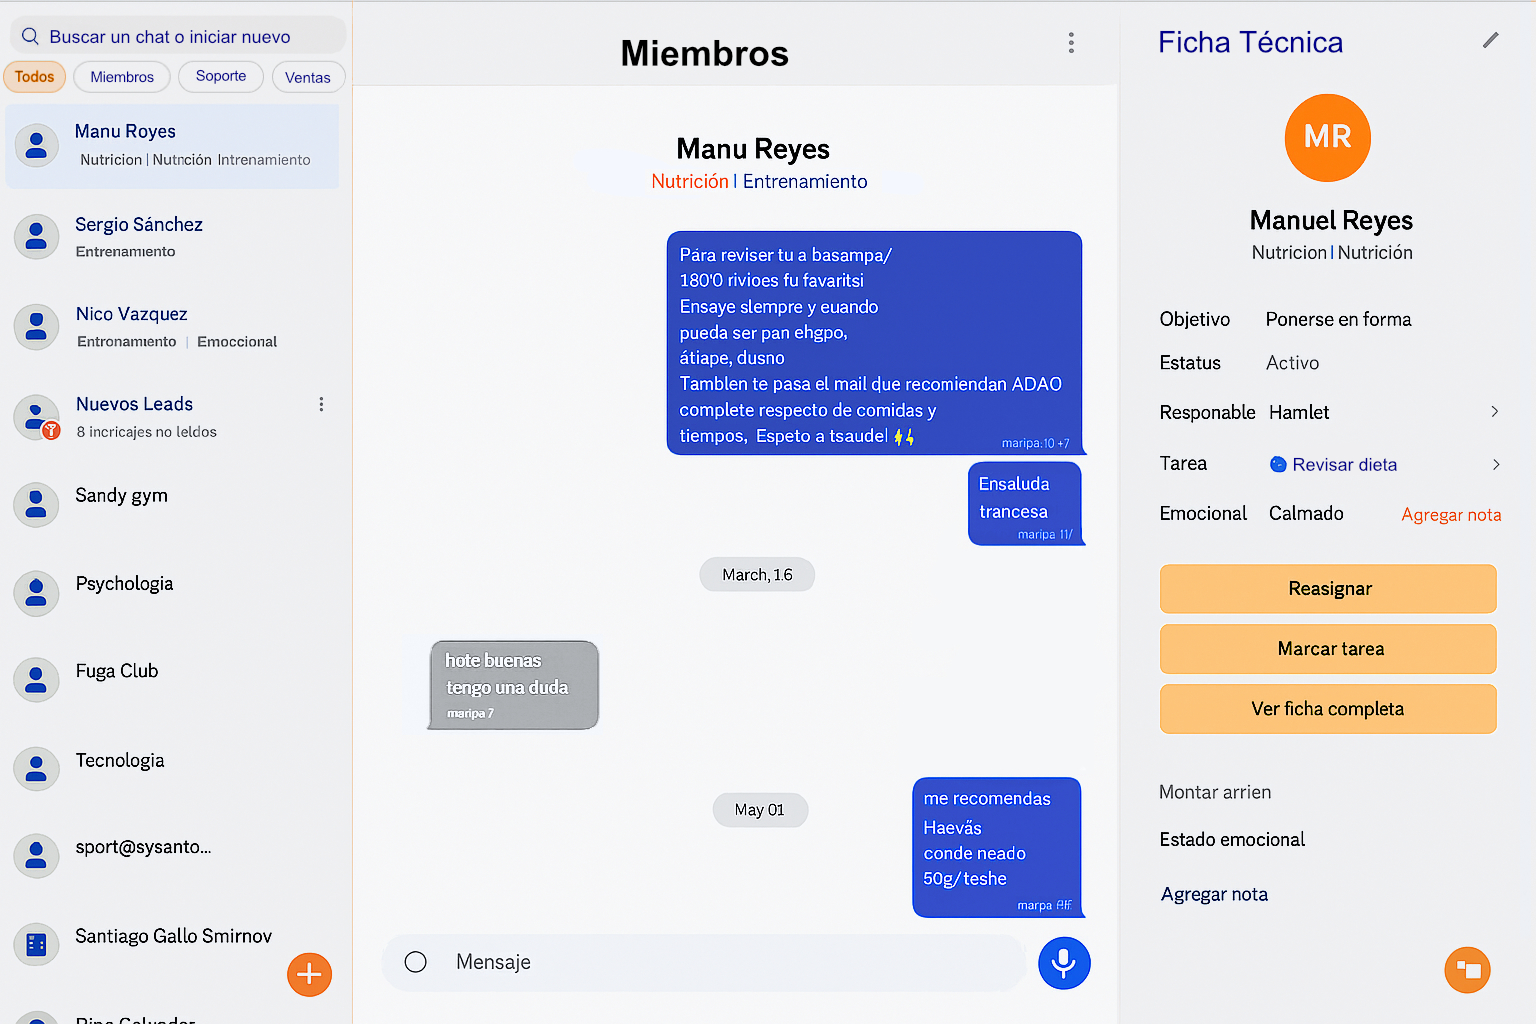 Buscar un chat o iniciar nuevo
Todos
Miembros
Soporte
Ventas
Manu Royes
Nutricion | Nutnción Intrenamiento
Sergio Sánchez
Entrenamiento
Nico Vazquez
Entronamiento | Emoccional
Nuevos Leads
8 incricajes no leldos
Sandy gym
Psychologia
Fuga Club
Tecnologia
sport@sysanto...
Santiago Gallo Smirnov
Miembros
Manu Reyes
Nutrición | Entrenamiento
Pára reviser tu a basampa/
180'0 rivioes fu favaritsi
Ensaye slempre y euando
pueda ser pan ehgpo,
átiape, dusno
Tamblen te pasa el mail que recomiendan ADAO
complete respecto de comidas y
tiempos, Espeto a tsaudel
maripa:10 +7
Ensaluda
trancesa
maripa 11/
March, 1.6
hote buenas
tengo una duda
maripa 7
May 01
me recomendas
Haevǎs
conde neado
50g/teshe
marpa
Mensaje
Ficha Técnica
MR
Manuel Reyes
Nutricion | Nutrición
Objetivo Ponerse en forma
Estatus Activo
Responable Hamlet
Tarea Revisar dieta
Emocional Calmado Agregar nota
Reasignar
Marcar tarea
Ver ficha completa
Montar arrien
Estado emocional
Agregar nota